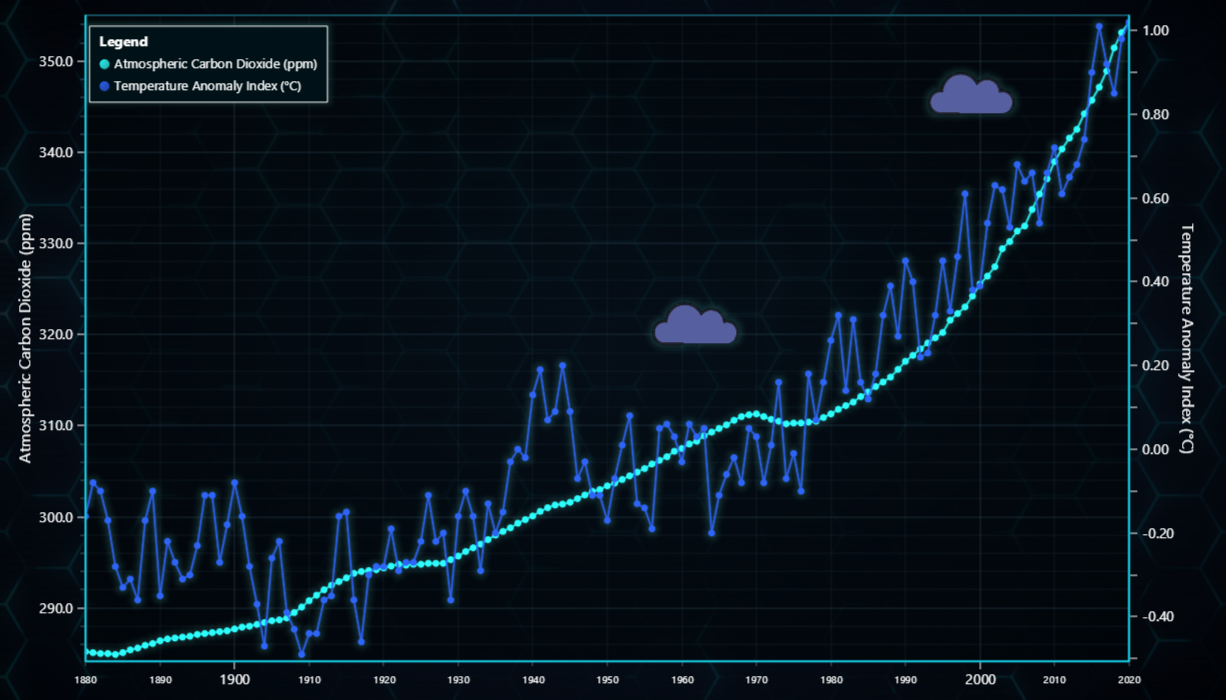 Legend
Atmospheric Carbon Dioxide (ppm)
Temperature Anomaly Index (°C)
Atmospheric Carbon Dioxide (ppm)
350.0
340.0
330.0
320.0
310.0
300.0
290.0
1.00
0.80
0.60
0.40
0.20
0.00
-0.20
-0.40
Temperature Anomaly Index (°C)
1880 1890 1900 1910 1920 1930 1940 1950 1960 1970 1980 1990 2000 2010 2020